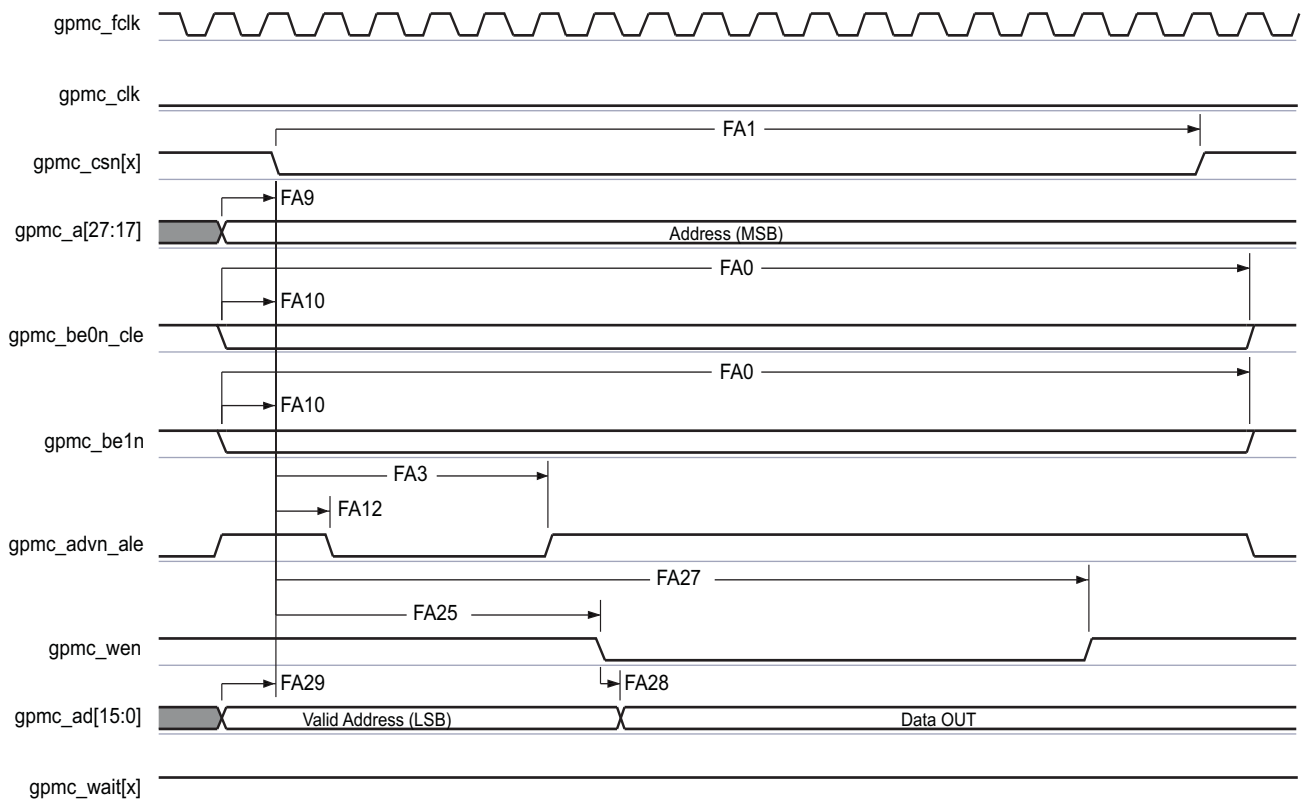 gpmc_fclk
gpmc_clk
FA1
gpmc_csn[x]
FA9
gpmc_a[27:17]
Address (MSB)
FA0
FA10
gpmc_be0n_cle
FA0
FA10
gpmc_be1n
FA3
FA12
gpmc_advn_ale
FA27
FA25
gpmc_wen
FA29
FA28
gpmc_ad[15:0]
Valid Address (LSB)
Data OUT
gpmc_wait[x]